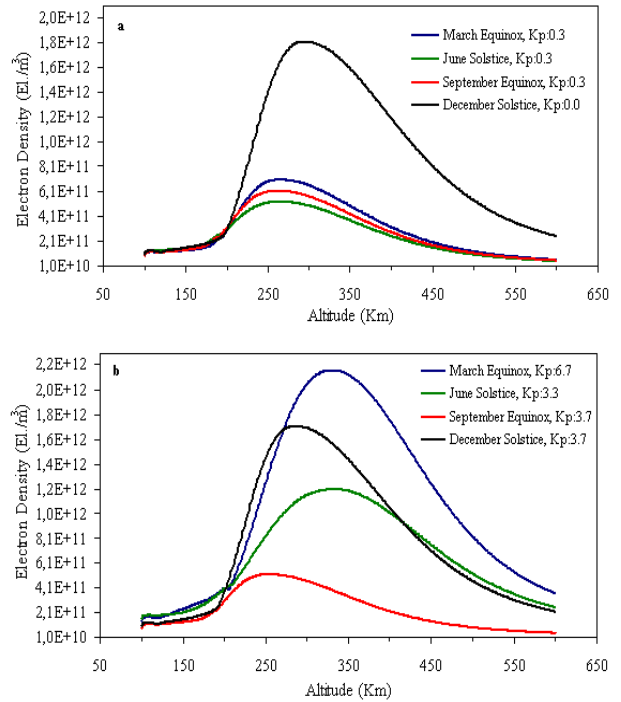 2,0E+12
a
March Equinox, Kp:0.3
1,8E+12
June Solstice, Kp:0.3
1,6E+12
September Equinox, Kp:0.3
1,4E+12
December Solstice, Kp:0.0
1,2E+12
1,0E+12
8,1E+11
6,1E+11
4,1E+11
2,1E+11
1,0E+10
Electron Density (El./m³)
50 150 250 350 450 550 650
Altitude (Km)
2,2E+12
b
March Equinox, Kp:6.7
2,0E+12
June Solstice, Kp:3.3
1,8E+12
September Equinox, Kp:3.7
1,6E+12
December Solstice, Kp:3.7
1,4E+12
1,2E+12
1,0E+12
8,1E+11
6,1E+11
4,1E+11
2,1E+11
1,0E+10
Electron Density (El./m³)
50 150 250 350 450 550 650
Altitude (Km)